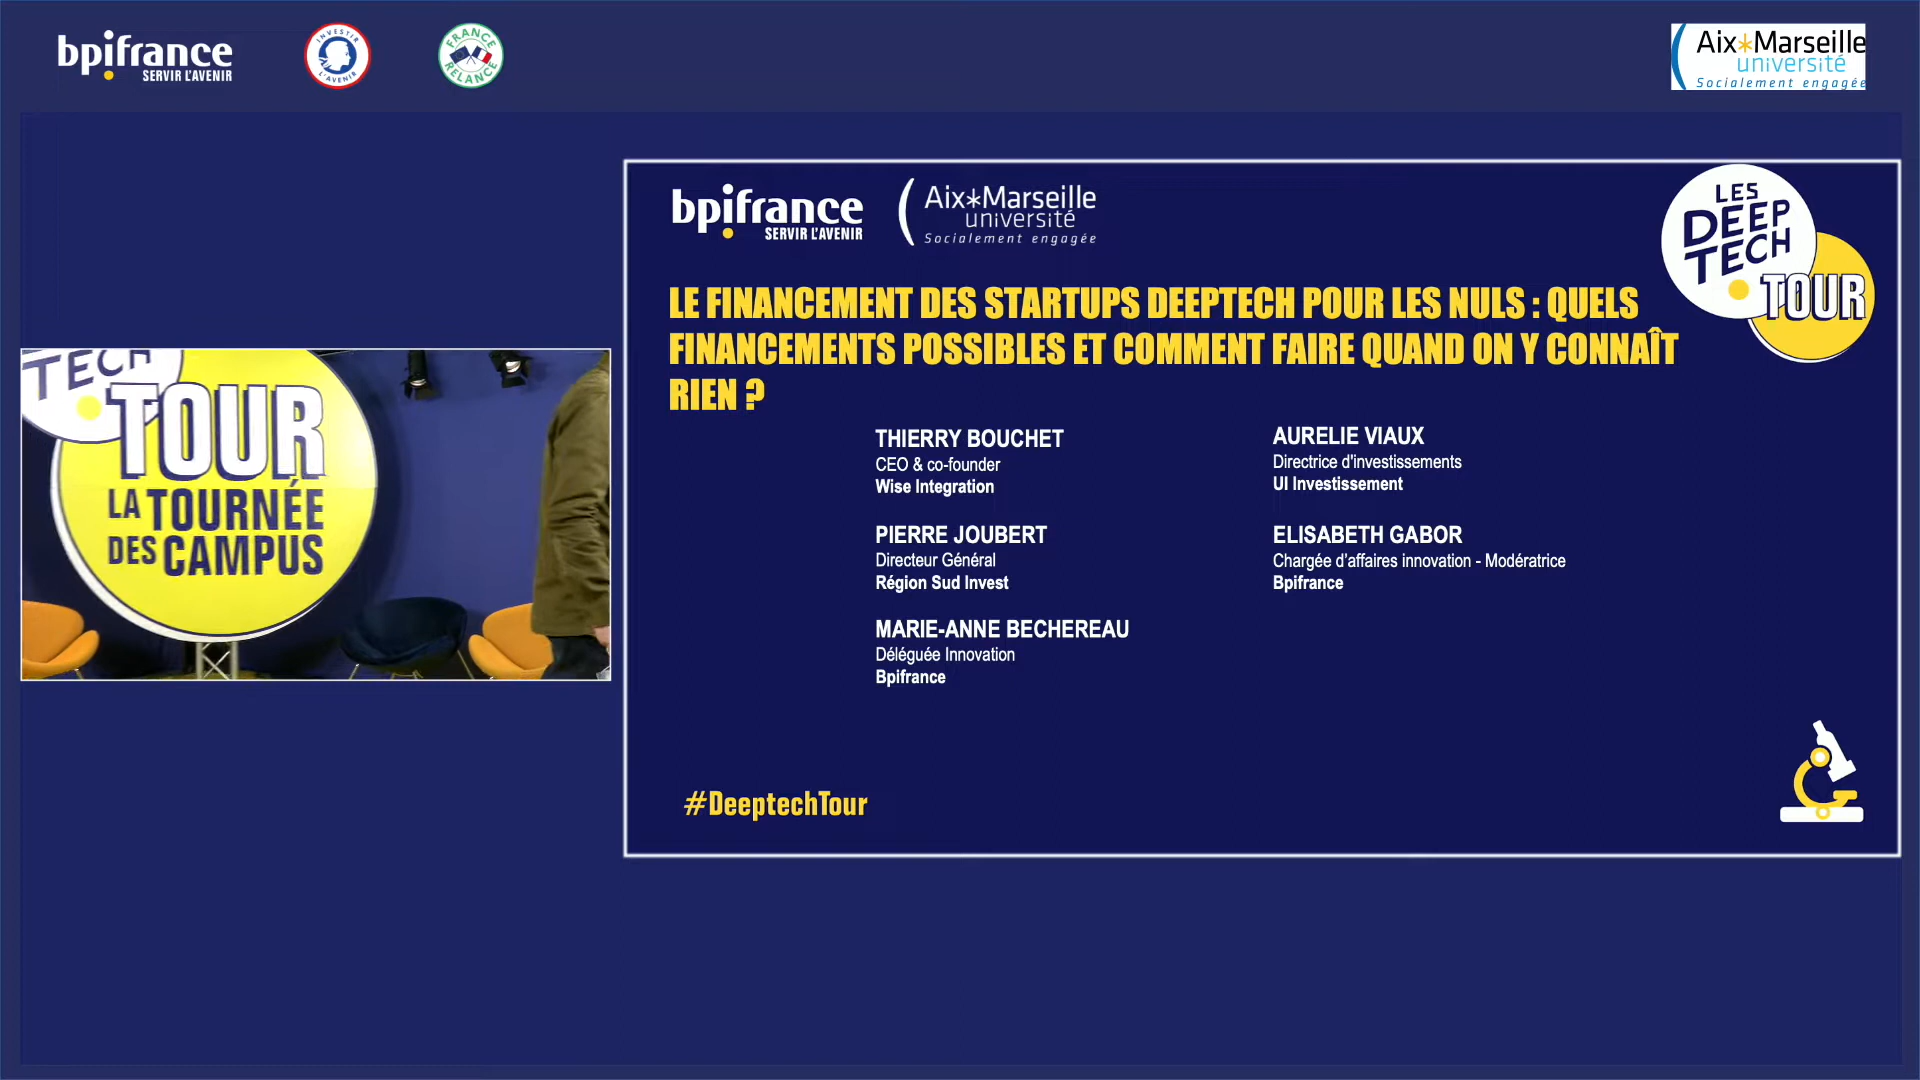 bpifrance
SERVIR L'AVENIR
INVESTIR
L'AVENIR
FRANCE
RELANCE
Aix*Marseille
université
Socialement engagée
bpifrance
SERVIR L'AVENIR
Aix*Marseille
université
Socialement engagée
LES
DEEP
TECH
TOUR
LE FINANCEMENT DES STARTUPS DEEPTECH POUR LES NULS : QUELS
FINANCEMENTS POSSIBLES ET COMMENT FAIRE QUAND ON Y CONNAÎT
RIEN ?
THIERRY BOUCHET
CEO & co-founder
Wise Integration
PIERRE JOUBERT
Directeur Général
Région Sud Invest
MARIE-ANNE BECHEREAU
Déléguée Innovation
Bpifrance
AURELIE VIAUX
Directrice d'investissements
UI Investissement
ELISABETH GABOR
Chargée d'affaires innovation - Modératrice
Bpifrance
#DeeptechTour
TECH
TOUR
LA TOURNÉE
DES CAMPUS